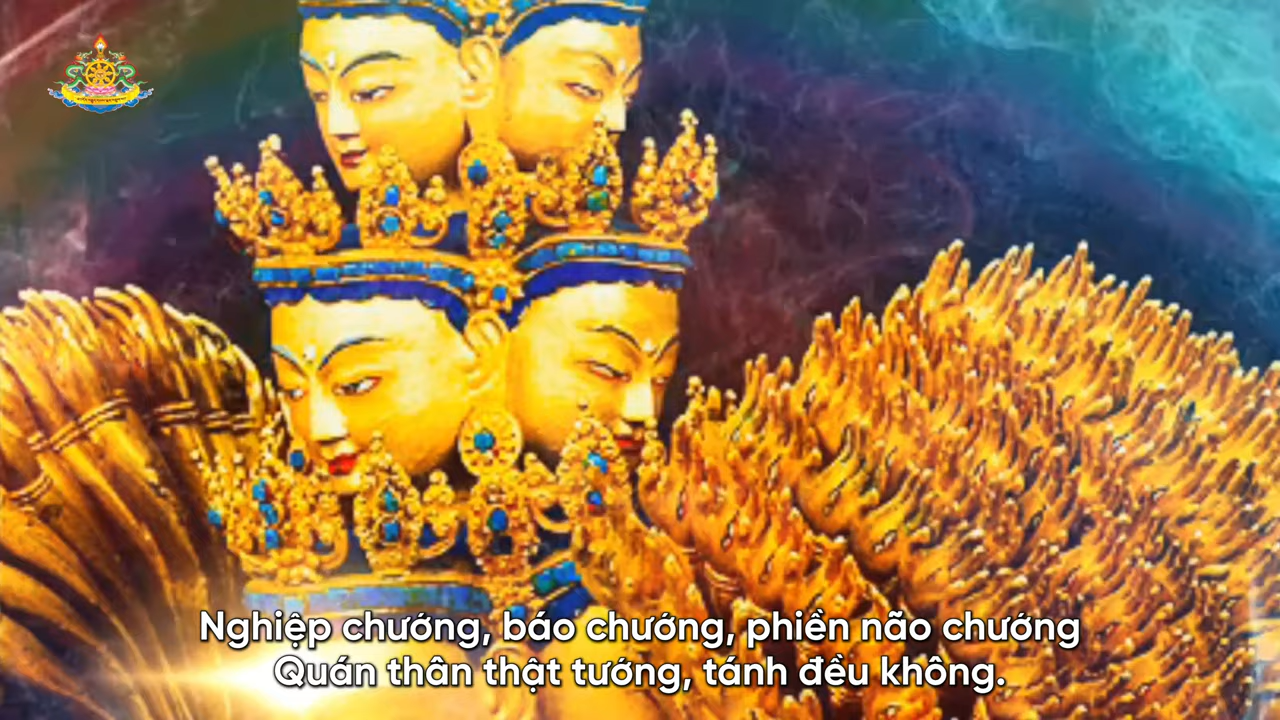 Nghiệp chướng, báo chướng, phiền não chướng
Quán thân thật tướng, tánh đều không.